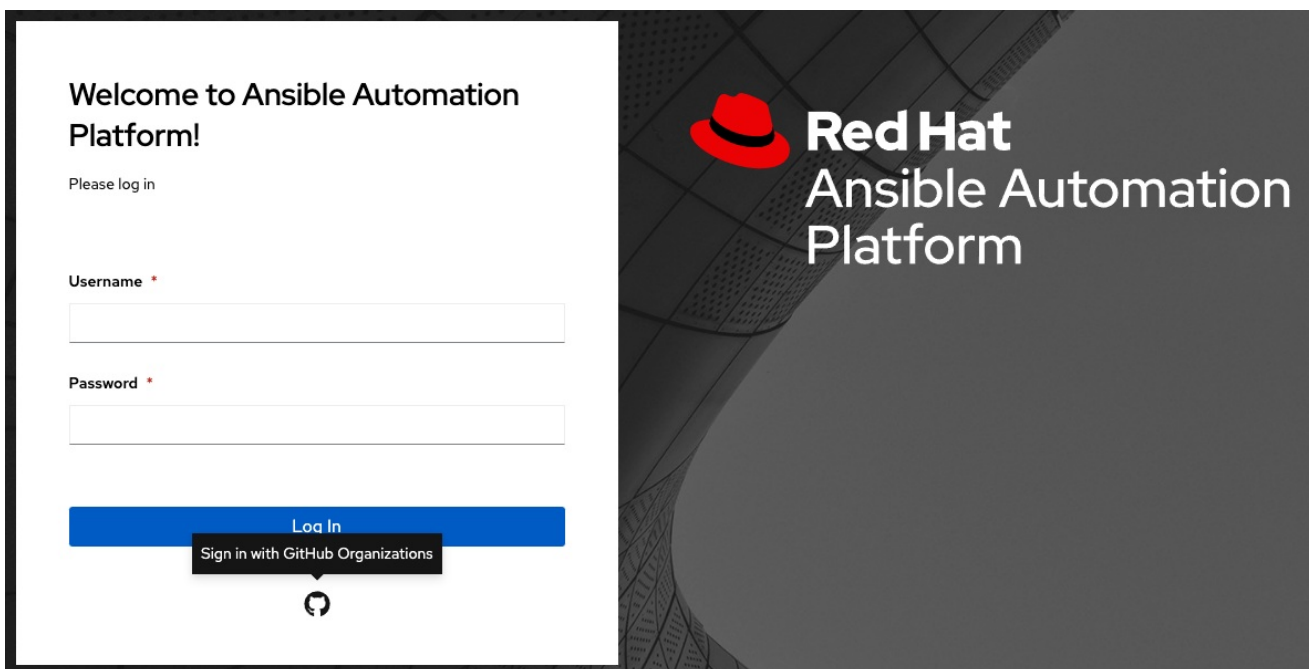 Welcome to Ansible Automation
Platform!
Please log in
Username *
Password *
Log In
Sign in with GitHub Organizations
Red Hat
Ansible Automation
Platform